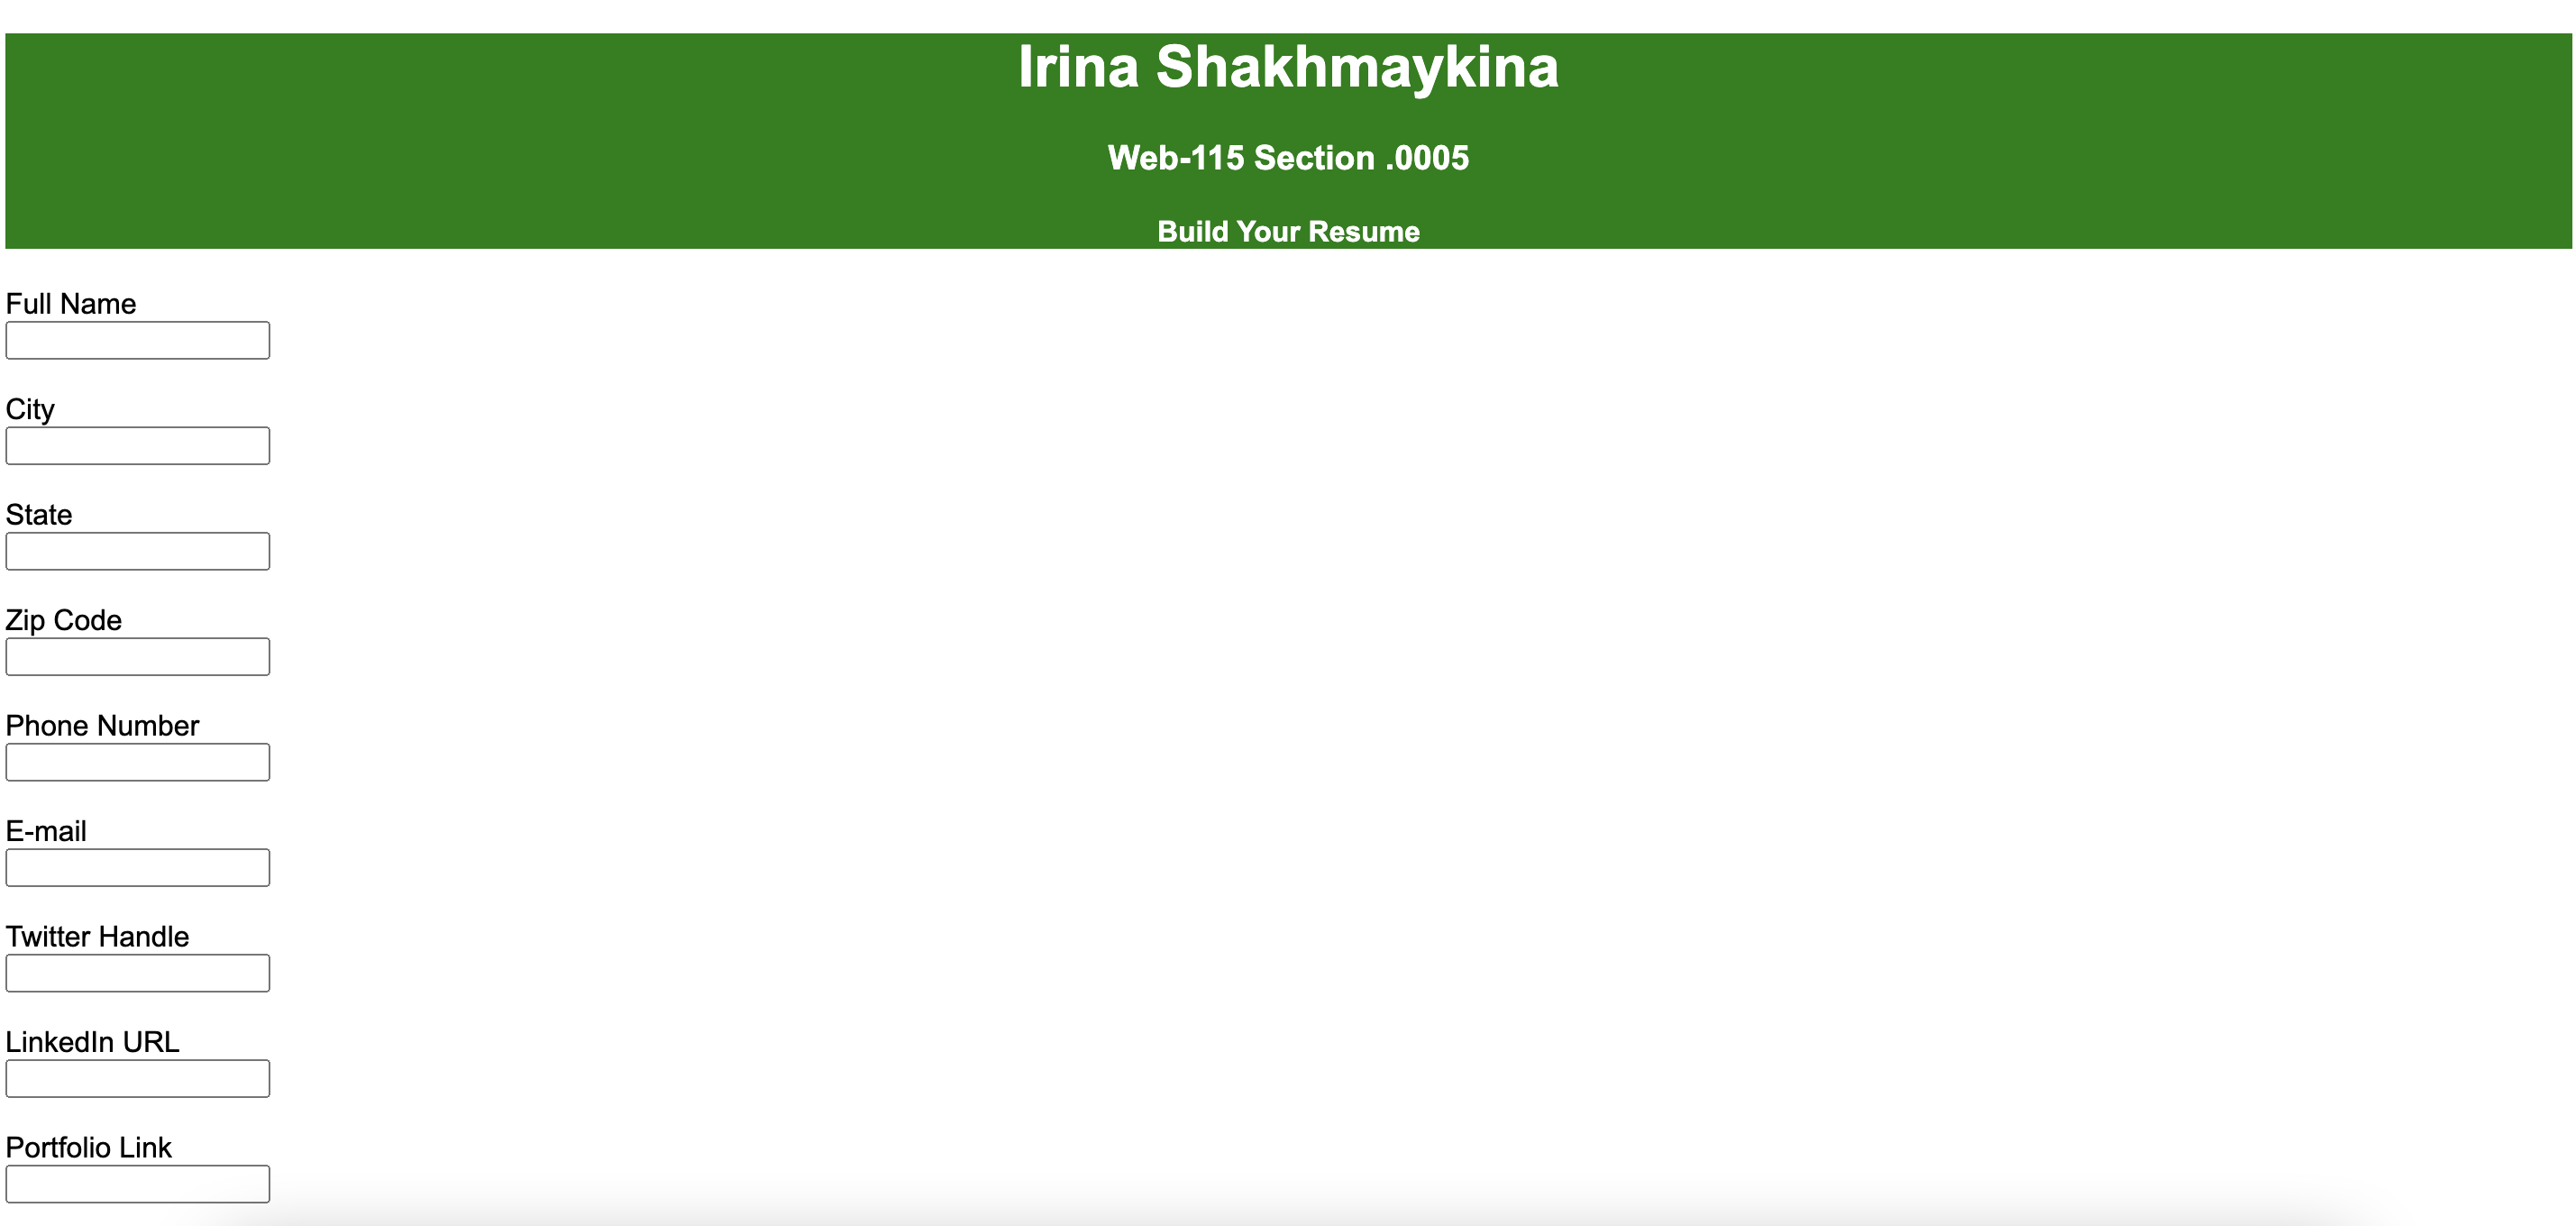 Irina Shakhmaykina
Web-115 Section .0005
Build Your Resume
Full Name
City
State
Zip Code
Phone Number
E-mail
Twitter Handle
LinkedIn URL
Portfolio Link